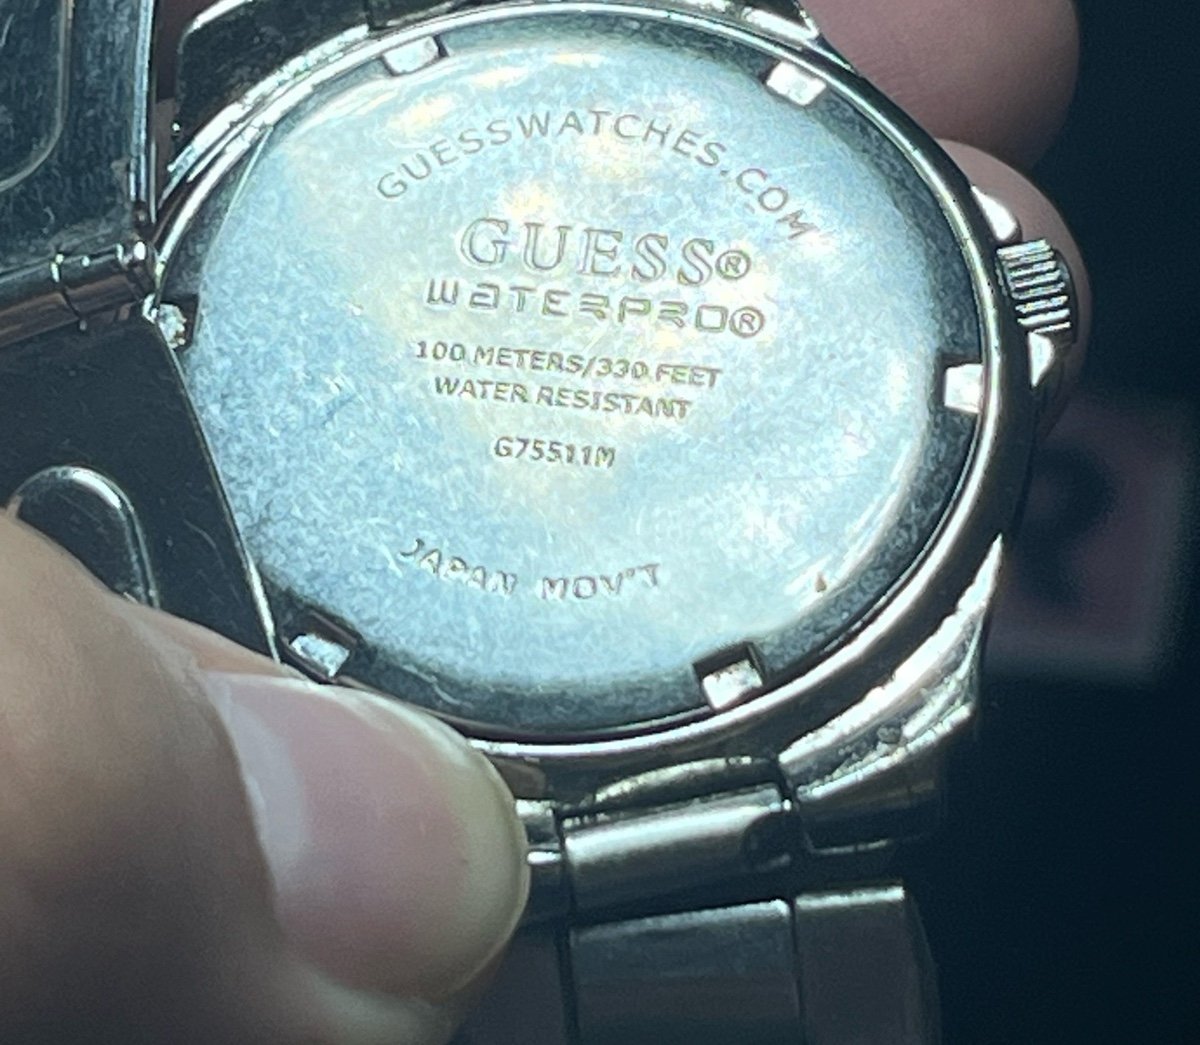 GUESSWATCHES.COM
GUESS®
WATERPRO®
100 METERS/330 FEET
WATER RESISTANT
G75511M
JAPAN MOV'T